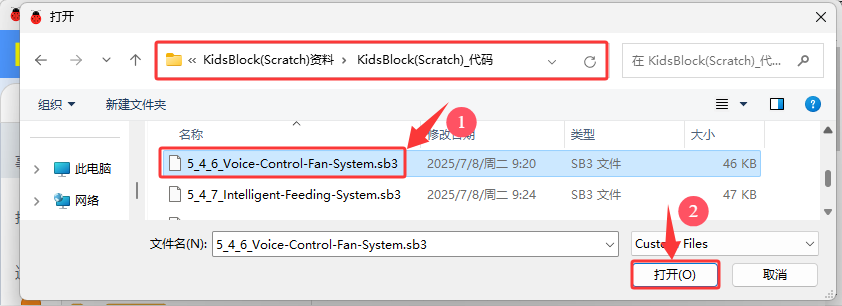 打开
KidsBlock(Scratch)资料 KidsBlock(Scratch)_代码
在 KidsBlock(Scratch)_代...
组织 新建文件夹
1
名称 修改日期 类型 大小
5_4_6_Voice-Control-Fan-System.sb3 2025/7/8/周二 9:20 SB3 文件 46 KB
此电脑
5_4_7_Intelligent-Feeding-System.sb3 2025/7/8/周二 9:24 SB3 文件 47 KB
网络
2
文件名(N): 5_4_6_Voice-Control-Fan-System.sb3 Files
打开(O) 取消